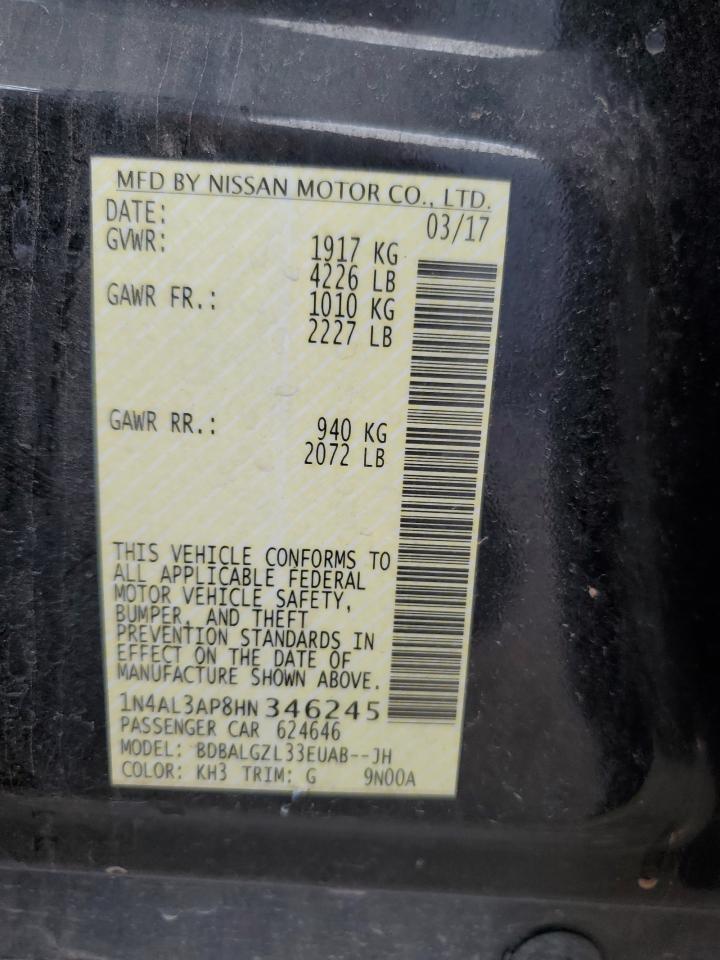 MFD BY NISSAN MOTOR CO., LTD.
DATE: 03/17
GVWR: 1917 KG
4226 LB
GAWR FR.: 1010 KG
2227 LB
GAWR RR.: 940 KG
2072 LB
THIS VEHICLE CONFORMS TO
ALL APPLICABLE FEDERAL
MOTOR VEHICLE SAFETY,
BUMPER, AND THEFT
PREVENTION STANDARDS IN
EFFECT ON THE DATE OF
MANUFACTURE SHOWN ABOVE.
1N4AL3AP8HN346245
PASSENGER CAR 624646
MODEL: BDBALGZL33EUAB--JH
COLOR: KH3 TRIM: G 9N00A